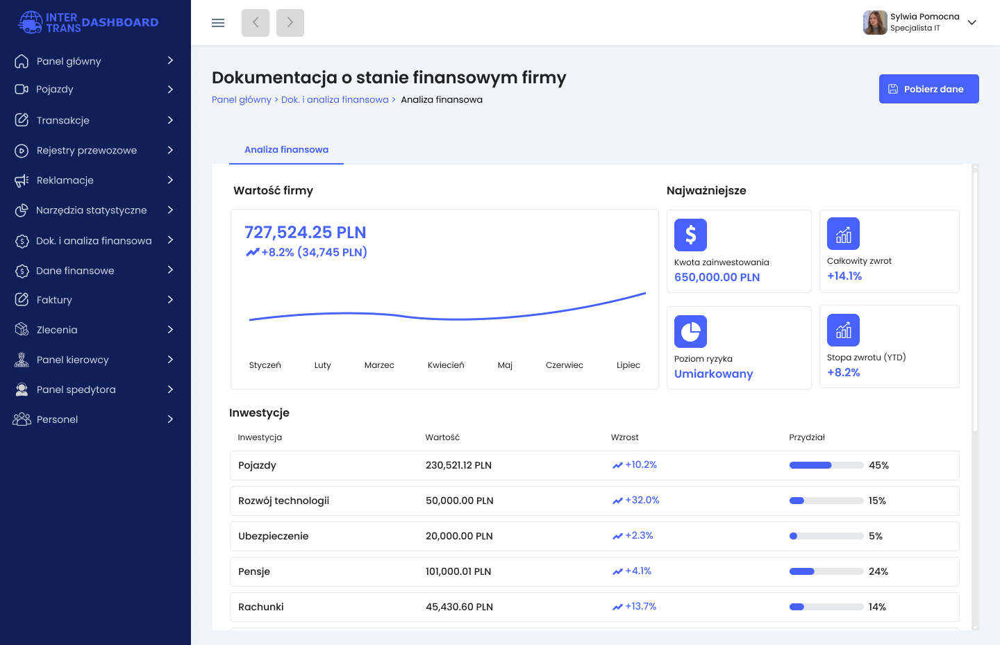 INTER
TRANS DASHBOARD
Panel główny
Pojazdy
Transakcje
Rejestry przewozowe
Reklamacje
Narzędzia statystyczne
Dok. i analiza finansowa
Dane finansowe
Faktury
Zlecenia
Panel kierowcy
Panel spedytora
Personel
Sylwia Pomocna
Specjalista IT
Dokumentacja o stanie finansowym firmy
Panel główny > Dok. i analiza finansowa > Analiza finansowa
Pobierz dane
Analiza finansowa
Wartość firmy
727,524.25 PLN
+8.2% (34,745 PLN)
Styczeń Luty Marzec Kwiecień Maj Czerwiec Lipiec
Najważniejsze
Kwota zainwestowania
650,000.00 PLN
Całkowity zwrot
+14.1%
Poziom ryzyka
Umiarkowany
Stopa zwrotu (YTD)
+8.2%
Inwestycje
Inwestycja Wartość Wzrost Przydział
Pojazdy 230,521.12 PLN +10.2% 45%
Rozwój technologii 50,000.00 PLN +32.0% 15%
Ubezpieczenie 20,000.00 PLN +2.3% 5%
Pensje 101,000.01 PLN +4.1% 24%
Rachunki 45,430.60 PLN +13.7% 14%